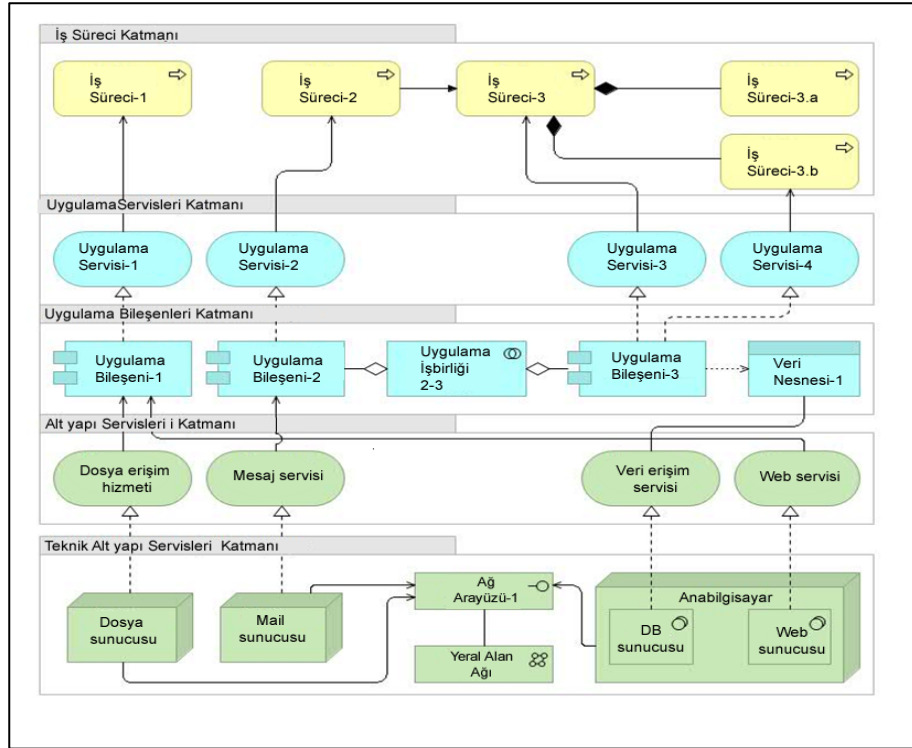 İş Süreci Katmanı
İş
Süreci-1
İş
Süreci-2
İş
Süreci-3
İş
Süreci-3.a
İş
Süreci-3.b
UygulamaServisleri Katmanı
Uygulama
Servisi-1
Uygulama
Servisi-2
Uygulama
Servisi-3
Uygulama
Servisi-4
Uygulama Bileşenleri Katmanı
Uygulama
Bileşeni-1
Uygulama
Bileşeni-2
Uygulama
İşbirliği
2-3
Uygulama
Bileşeni-3
Veri
Nesnesi-1
Alt yapı Servisleri i Katmanı
Dosya erişim
hizmeti
Mesaj servisi
Veri erişim
servisi
Web servisi
Teknik Alt yapı Servisleri Katmanı
Dosya
sunucusu
Mail
sunucusu
Ağ
Arayüzü-1
Yeral Alan
Ağı
Anabilgisayar
DB
sunucusu
Web
sunucusu